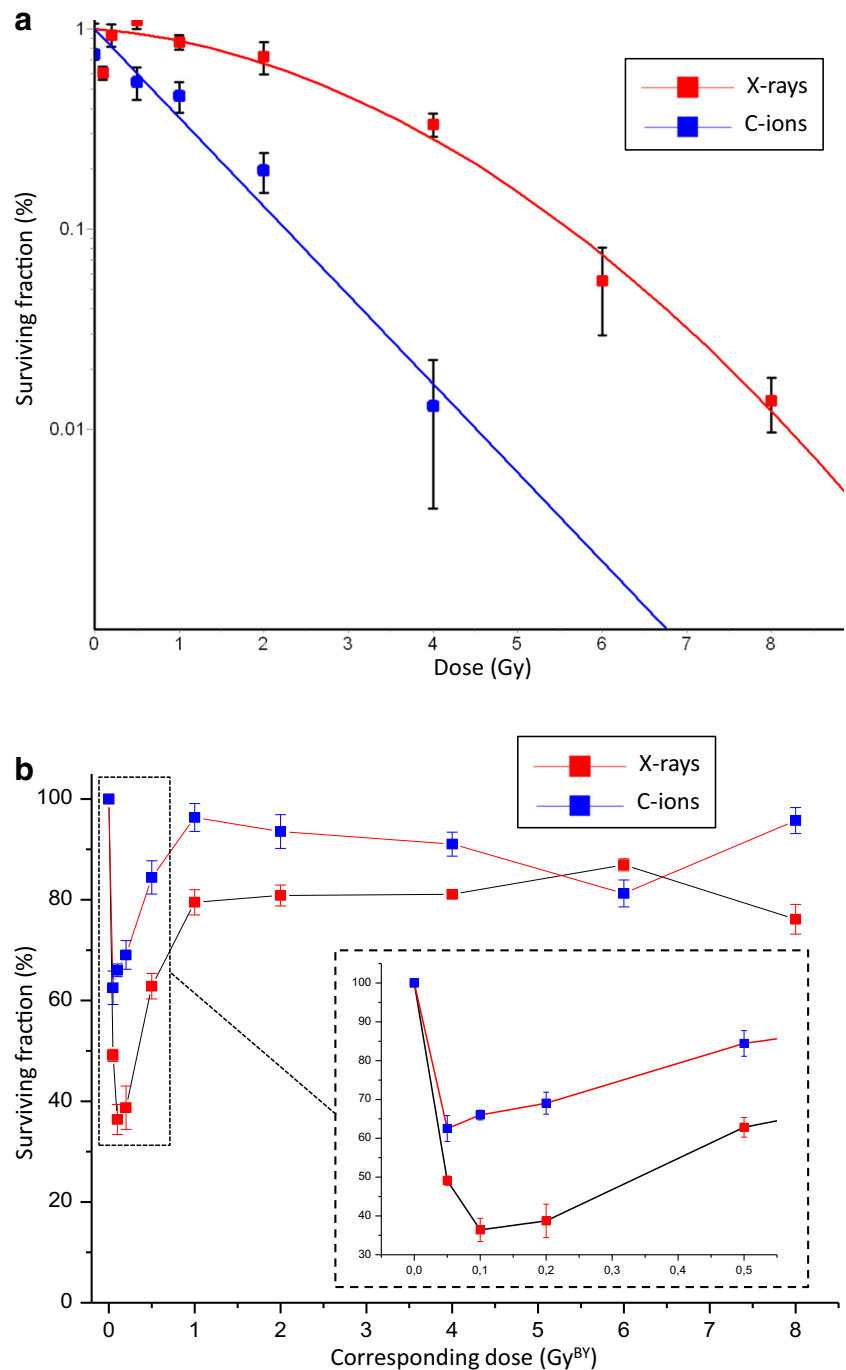 a
1
0.1
0.01
Surviving fraction (%)
X-rays
C-ions
0 1 2 3 4 5 6 7 8
Dose (Gy)
b
X-rays
C-ions
100
80
60
40
20
0
Surviving fraction (%)
100
90
80
70
60
50
40
30
0,0 0,1 0,2 0,3 0,4 0,5
0 1 2 3 4 5 6 7 8
Corresponding dose (Gy^BY)